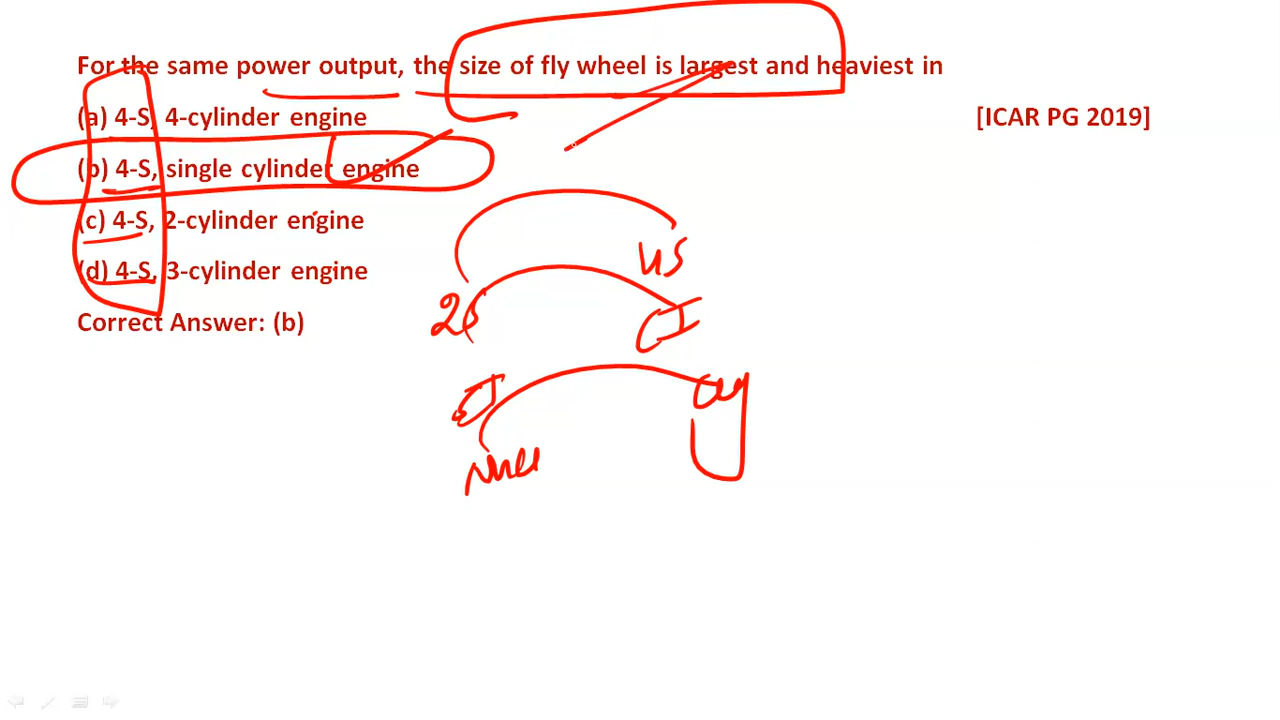 For the same power output, the size of fly wheel is largest and heaviest in
(a) 4-S, 4-cylinder engine [ICAR PG 2019]
(b) 4-S, single cylinder engine
(c) 4-S, 2-cylinder engine
(d) 4-S, 3-cylinder engine
Correct Answer: (b)
4S
2S
CI